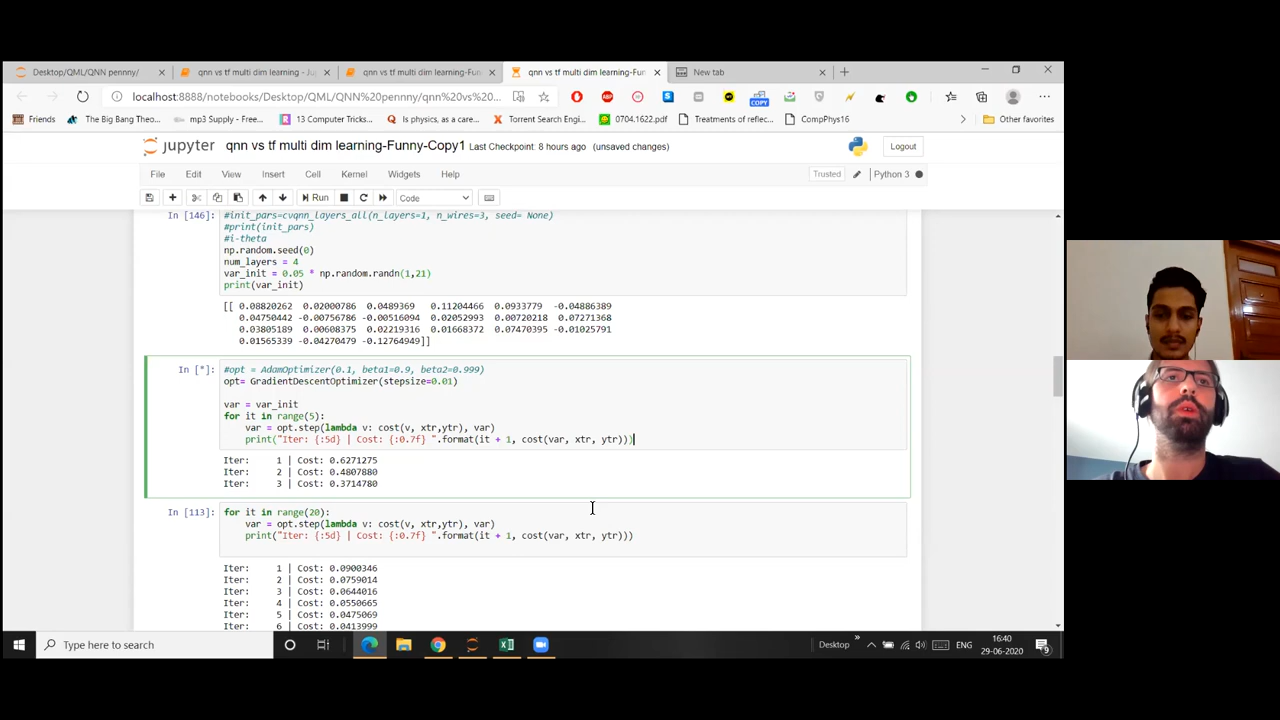 Desktop/QML/QNN pennny/
qnn vs tf multi dim learning - Ju
qnn vs tf multi dim learning-Fun
qnn vs tf multi dim learning-Fun
New tab
localhost:8888/notebooks/Desktop/QML/QNN%20pennny/qnn%20vs%20...
Friends
The Big Bang Theo...
mp3 Supply - Free...
13 Computer Tricks...
Is physics, as a care...
Torrent Search Engi...
0704.1622.pdf
Treatments of reflec...
CompPhys16
Other favorites
jupyter
qnn vs tf multi dim learning-Funny-Copy1
Last Checkpoint: 8 hours ago (unsaved changes)
Logout
File Edit View Insert Cell Kernel Widgets Help
Trusted
Python 3
Run
Code
In [146]:
#init_pars=cvqnn_layers_all(n_layers=1, n_wires=3, seed= None)
#print(init_pars)
#i-theta
np.random.seed(0)
num_layers = 4
var_init = 0.05 * np.random.randn(1,21)
print(var_init)
[[ 0.08820262 0.02000786 0.0489369 0.11204466 0.0933779 -0.04886389
0.04750442 -0.00756786 -0.00516094 0.02052993 0.00720218 0.07271368
0.03805189 0.00608375 0.02219316 0.01668372 0.07470395 -0.01025791
0.01565339 -0.04270479 -0.12764949]]
In [*]:
#opt = AdamOptimizer(0.1, beta1=0.9, beta2=0.999)
opt= GradientDescentOptimizer(stepsize=0.01)
var = var_init
for it in range(5):
var = opt.step(lambda v: cost(v, xtr,ytr), var)
print("Iter: {:5d} | Cost: {:0.7f} ".format(it + 1, cost(var, xtr, ytr)))
Iter: 1 | Cost: 0.6271275
Iter: 2 | Cost: 0.4807880
Iter: 3 | Cost: 0.3714780
In [113]:
for it in range(20):
var = opt.step(lambda v: cost(v, xtr,ytr), var)
print("Iter: {:5d} | Cost: {:0.7f} ".format(it + 1, cost(var, xtr, ytr)))
Iter: 1 | Cost: 0.0900346
Iter: 2 | Cost: 0.0759014
Iter: 3 | Cost: 0.0644016
Iter: 4 | Cost: 0.0550665
Iter: 5 | Cost: 0.0475069
Iter: 6 | Cost: 0.0413999
Type here to search
Desktop
ENG
16:40
29-06-2020